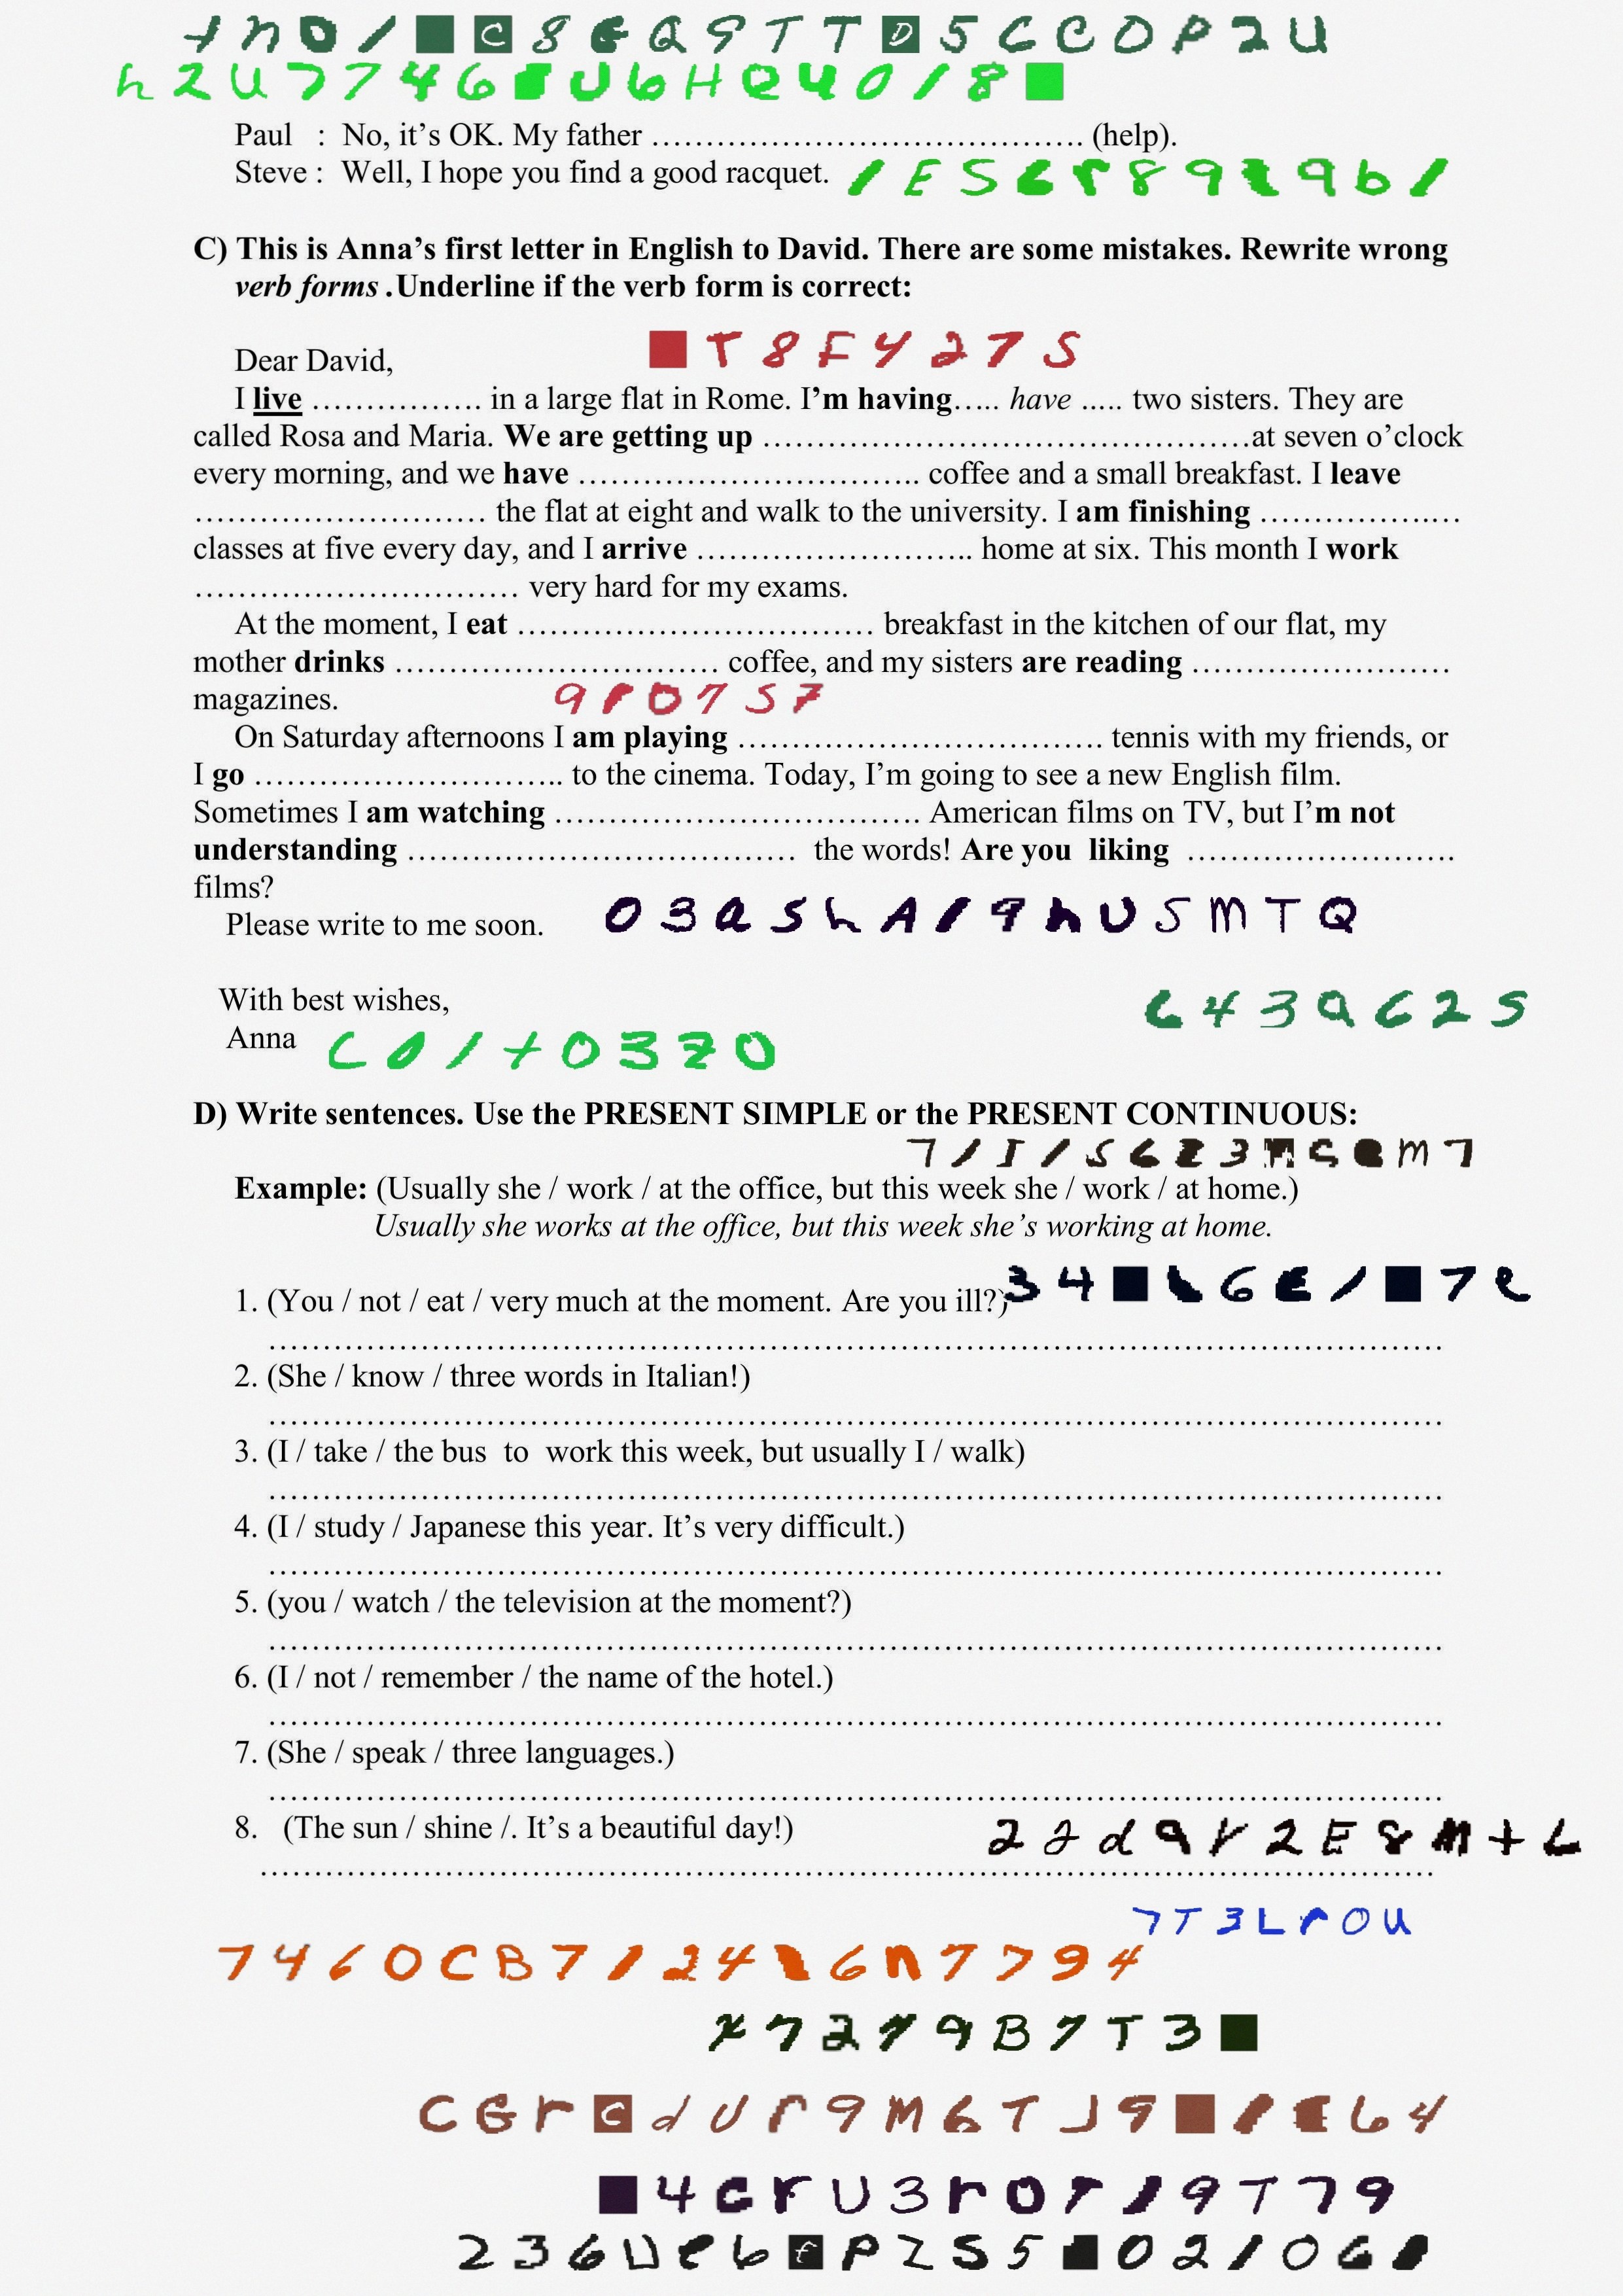 Paul : No, it’s OK. My father …………………………………. (help).
Steve : Well, I hope you find a good racquet.
C) This is Anna’s first letter in English to David. There are some mistakes. Rewrite wrong
verb forms .Underline if the verb form is correct:
T 8 F Y 2 7 S
Dear David,
I live ……………. in a large flat in Rome. I’m having….. have ..... two sisters. They are
called Rosa and Maria. We are getting up ………………………………………at seven o’clock
every morning, and we have ………………………….. coffee and a small breakfast. I leave
……………………… the flat at eight and walk to the university. I am finishing ………………
classes at five every day, and I arrive …………………….. home at six. This month I work
………………………… very hard for my exams.
At the moment, I eat …………………………… breakfast in the kitchen of our flat, my
mother drinks ………………………… coffee, and my sisters are reading ……………………
magazines.
On Saturday afternoons I am playing ……………………………. tennis with my friends, or
I go ……………………….. to the cinema. Today, I’m going to see a new English film.
Sometimes I am watching ……………………………. American films on TV, but I’m not
understanding ……………………………… the words! Are you liking …………………….
films?
Please write to me soon.
With best wishes,
6 4 3 Q 6 2 5
Anna
D) Write sentences. Use the PRESENT SIMPLE or the PRESENT CONTINUOUS:
Example: (Usually she / work / at the office, but this week she / work / at home.)
Usually she works at the office, but this week she’s working at home.
1. (You / not / eat / very much at the moment. Are you ill?)
………………………………………………………………………………………
2. (She / know / three words in Italian!)
………………………………………………………………………………………
3. (I / take / the bus to work this week, but usually I / walk)
………………………………………………………………………………………
4. (I / study / Japanese this year. It’s very difficult.)
………………………………………………………………………………………
5. (you / watch / the television at the moment?)
………………………………………………………………………………………
6. (I / not / remember / the name of the hotel.)
………………………………………………………………………………………
7. (She / speak / three languages.)
………………………………………………………………………………………
8. (The sun / shine /. It’s a beautiful day!)
………………………………………………………………………………………
7 T 3 L r O U